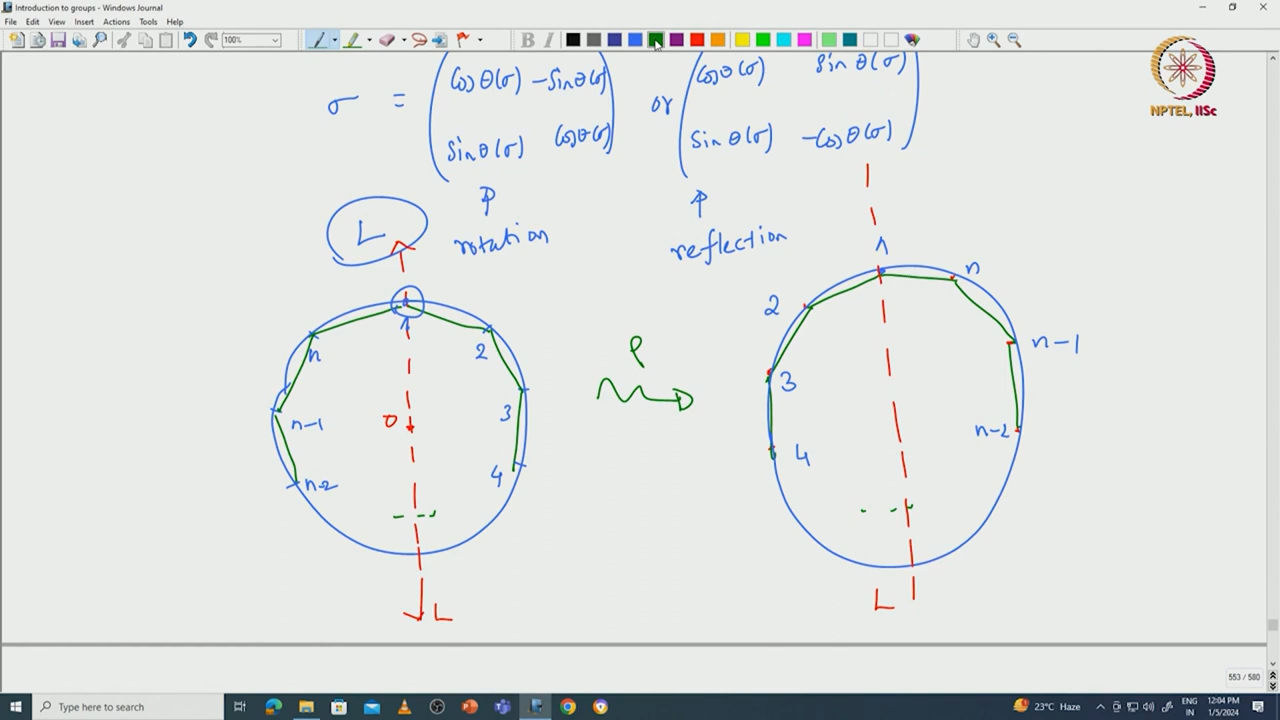 Introduction to groups - Windows Journal
File Edit View Insert Actions Tools Help
100%
B I
NPTEL, IISc
σ = ( cos θ(σ) – sin θ(σ) or ( cos θ(σ) sin θ(σ)
sin θ(σ) cos θ(σ) ) sin θ(σ) – cos θ(σ) )
L
rotation
reflection
1
n
2
n
1
2
n-1
3
n-1
3
0
4
n-2
4
n-2
L
L
553 / 580
Type here to search
23°C Haze
ENG
IN
12:04 PM
1/5/2024